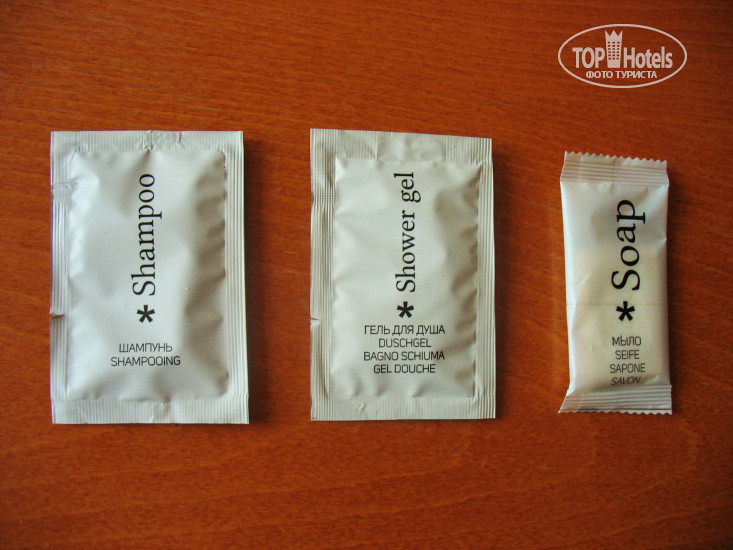 * Shampoo
ШАМПУНЬ
SHAMPOOING
* Shower gel
ГЕЛЬ ДЛЯ ДУША
DUSCHGEL
BAGNO SCHIUMA
GEL DOUCHE
* Soap
МЫЛО
SEIFE
SAPONE
SAVON
TOP Hotels
ФОТО ТУРИСТА